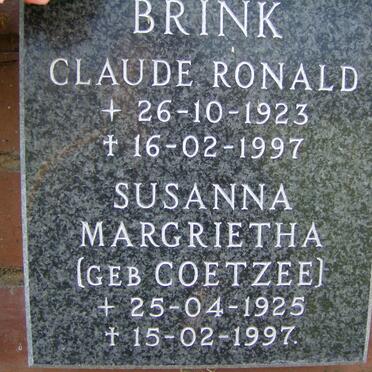 BRINK
CLAUDE RONALD
+ 26-10-1923
† 16-02-1997
SUSANNA
MARGRIETHA
(GEB COETZEE)
+ 25-04-1925
† 15-02-1997.